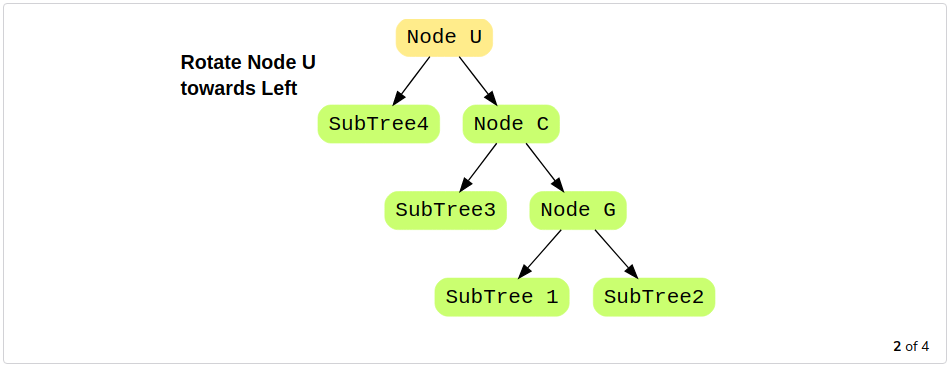 Node U
Rotate Node U
towards Left
SubTree4
Node C
SubTree3
Node G
SubTree 1
SubTree2
2 of 4